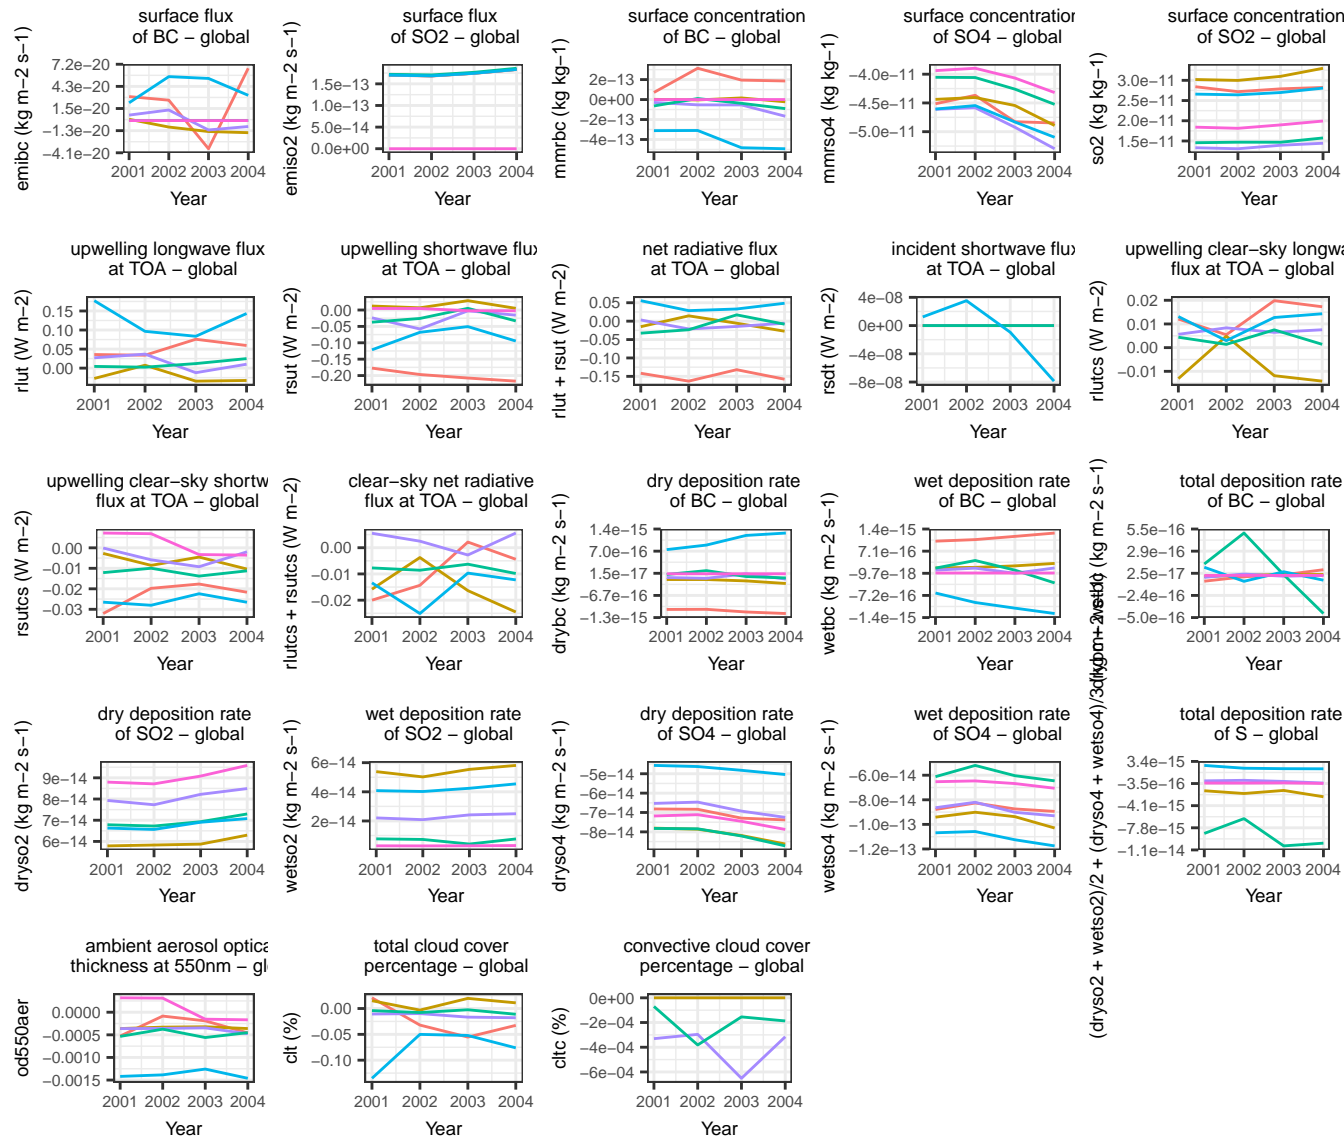 surface flux
of BC − global
emibc (kg m−2 s−1)
7.2e−20
4.3e−20
1.5e−20
−1.3e−20
−4.1e−20
2001 2002 2003 2004
Year
surface flux
of SO2 − global
emiso2 (kg m−2 s−1)
1.5e−13
1.0e−13
5.0e−14
0.0e+00
2001 2002 2003 2004
Year
surface concentration
of BC − global
mmrbc (kg kg−1)
2e−13
0e+00
−2e−13
−4e−13
2001 2002 2003 2004
Year
surface concentration
of SO4 − global
mmrso4 (kg kg−1)
−4.0e−11
−4.5e−11
−5.0e−11
2001 2002 2003 2004
Year
surface concentration
of SO2 − global
so2 (kg kg−1)
3.0e−11
2.5e−11
2.0e−11
1.5e−11
2001 2002 2003 2004
Year
upwelling longwave flux
at TOA − global
rlut (W m−2)
0.15
0.10
0.05
0.00
2001 2002 2003 2004
Year
upwelling shortwave flux
at TOA − global
rsut (W m−2)
0.00
−0.05
−0.10
−0.15
−0.20
2001 2002 2003 2004
Year
net radiative flux
at TOA − global
rlut + rsut (W m−2)
0.05
0.00
−0.05
−0.10
−0.15
2001 2002 2003 2004
Year
incident shortwave flux
at TOA − global
rsdt (W m−2)
4e−08
0e+00
−4e−08
−8e−08
2001 2002 2003 2004
Year
upwelling clear−sky longwa
flux at TOA − global
rlutcs (W m−2)
0.02
0.01
0.00
−0.01
2001 2002 2003 2004
Year
upwelling clear−sky shortw
flux at TOA − global
rsutcs (W m−2)
0.00
−0.01
−0.02
−0.03
2001 2002 2003 2004
Year
clear−sky net radiative
flux at TOA − global
rlutcs + rsutcs (W m−2)
0.00
−0.01
−0.02
2001 2002 2003 2004
Year
dry deposition rate
of BC − global
drybc (kg m−2 s−1)
1.4e−15
7.0e−16
1.5e−17
−6.7e−16
−1.3e−15
2001 2002 2003 2004
Year
wet deposition rate
of BC − global
wetbc (kg m−2 s−1)
1.4e−15
7.1e−16
−9.7e−18
−7.2e−16
−1.4e−15
2001 2002 2003 2004
Year
total deposition rate
of BC − global
(kg m−2 s−1)
5.5e−16
2.9e−16
2.5e−17
−2.4e−16
−5.0e−16
2001 2002 2003 2004
Year
dry deposition rate
of SO2 − global
dryso2 (kg m−2 s−1)
9e−14
8e−14
7e−14
6e−14
2001 2002 2003 2004
Year
wet deposition rate
of SO2 − global
wetso2 (kg m−2 s−1)
6e−14
4e−14
2e−14
2001 2002 2003 2004
Year
dry deposition rate
of SO4 − global
dryso4 (kg m−2 s−1)
−5e−14
−6e−14
−7e−14
−8e−14
2001 2002 2003 2004
Year
wet deposition rate
of SO4 − global
wetso4 (kg m−2 s−1)
−6.0e−14
−8.0e−14
−1.0e−13
−1.2e−13
2001 2002 2003 2004
Year
total deposition rate
of S − global
(dryso2 + wetso2)/2 + (dryso4 + wetso4)/3
3.4e−15
−3.5e−16
−4.1e−15
−7.8e−15
−1.1e−14
2001 2002 2003 2004
Year
ambient aerosol optica
thickness at 550nm − gl
od550aer
0.0000
−0.0005
−0.0010
−0.0015
2001 2002 2003 2004
Year
total cloud cover
percentage − global
clt (%)
0.00
−0.05
−0.10
2001 2002 2003 2004
Year
convective cloud cover
percentage − global
cltc (%)
0e+00
−2e−04
−4e−04
−6e−04
2001 2002 2003 2004
Year